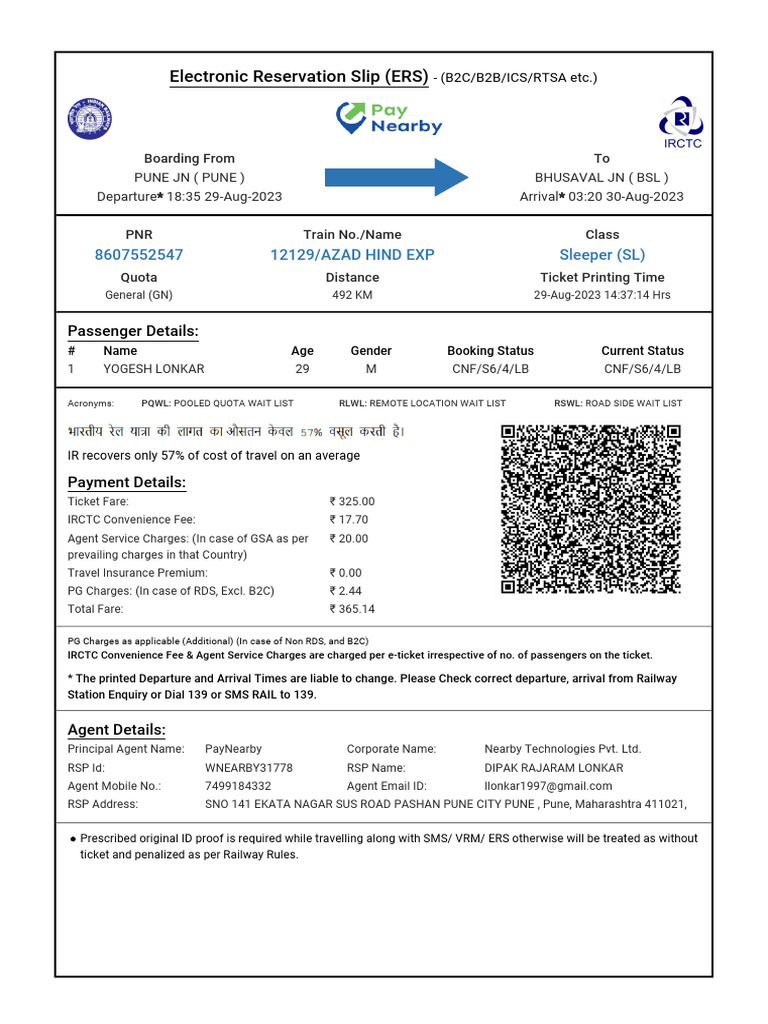 Electronic Reservation Slip (ERS) - (B2C/B2B/ICS/RTSA etc.)
Pay
Nearby
IRCTC
Boarding From To
PUNE JN ( PUNE ) BHUSAVAL JN ( BSL )
Departure* 18:35 29-Aug-2023 Arrival* 03:20 30-Aug-2023
PNR Train No./Name Class
8607552547 12129/AZAD HIND EXP Sleeper (SL)
Quota Distance Ticket Printing Time
General (GN) 492 KM 29-Aug-2023 14:37:14 Hrs
Passenger Details:
# Name Age Gender Booking Status Current Status
1 YOGESH LONKAR 29 M CNF/S6/4/LB CNF/S6/4/LB
Acronyms: PQWL: POOLED QUOTA WAIT LIST RLWL: REMOTE LOCATION WAIT LIST RSWL: ROAD SIDE WAIT LIST
भारतीय रेल यात्रा की लागत का औसतन केवल 57% वसूल करती है।
IR recovers only 57% of cost of travel on an average
Payment Details:
Ticket Fare: ₹ 325.00
IRCTC Convenience Fee: ₹ 17.70
Agent Service Charges: (In case of GSA as per ₹ 20.00
prevailing charges in that Country)
Travel Insurance Premium: ₹ 0.00
PG Charges: (In case of RDS, Excl. B2C) ₹ 2.44
Total Fare: ₹ 365.14
PG Charges as applicable (Additional) (In case of Non RDS, and B2C)
IRCTC Convenience Fee & Agent Service Charges are charged per e-ticket irrespective of no. of passengers on the ticket.
* The printed Departure and Arrival Times are liable to change. Please Check correct departure, arrival from Railway
Station Enquiry or Dial 139 or SMS RAIL to 139.
Agent Details:
Principal Agent Name: PayNearby Corporate Name: Nearby Technologies Pvt. Ltd.
RSP Id: WNEARBY31778 RSP Name: DIPAK RAJARAM LONKAR
Agent Mobile No.: 7499184332 Agent Email ID: llonkar1997@gmail.com
RSP Address: SNO 141 EKATA NAGAR SUS ROAD PASHAN PUNE CITY PUNE , Pune, Maharashtra 411021,
● Prescribed original ID proof is required while travelling along with SMS/ VRM/ ERS otherwise will be treated as without
ticket and penalized as per Railway Rules.